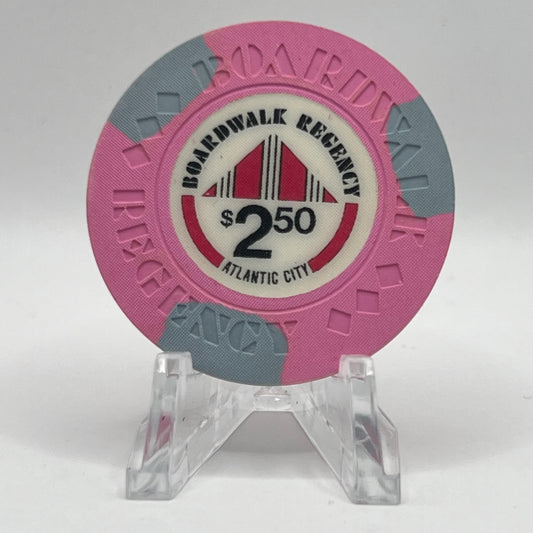 BOARDWALK
REGENCY
BOARDWALK REGENCY
$2.50
ATLANTIC CITY